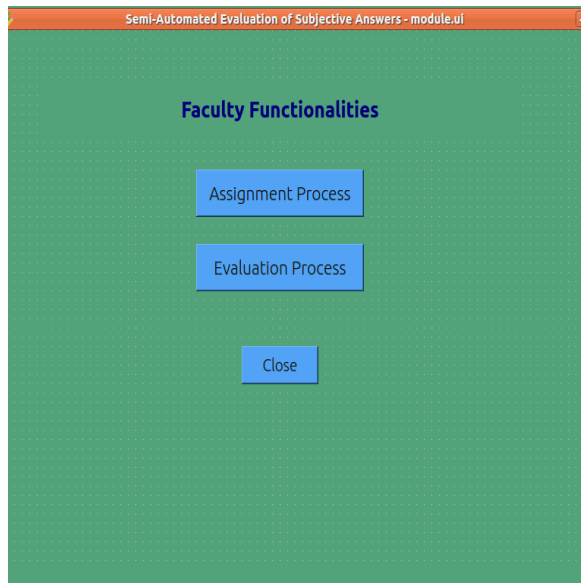 Semi-Automated Evaluation of Subjective Answers - module.ui
Faculty Functionalities
Assignment Process
Evaluation Process
Close